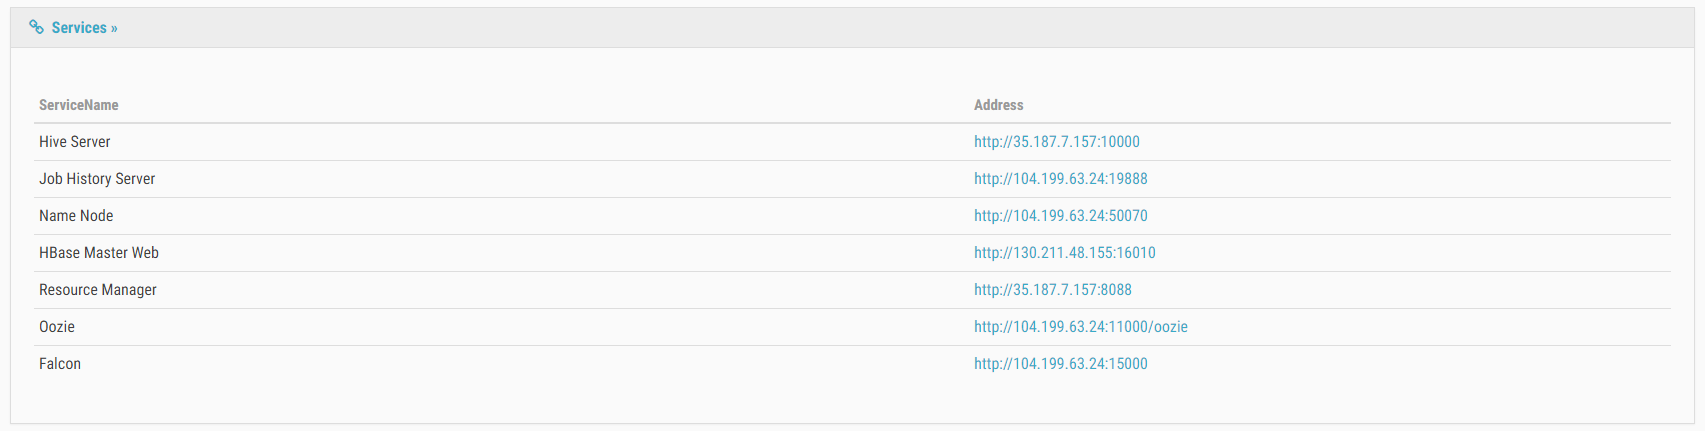 Services »
ServiceName Address
Hive Server http://35.187.7.157:10000
Job History Server http://104.199.63.24:19888
Name Node http://104.199.63.24:50070
HBase Master Web http://130.211.48.155:16010
Resource Manager http://35.187.7.157:8088
Oozie http://104.199.63.24:11000/oozie
Falcon http://104.199.63.24:15000